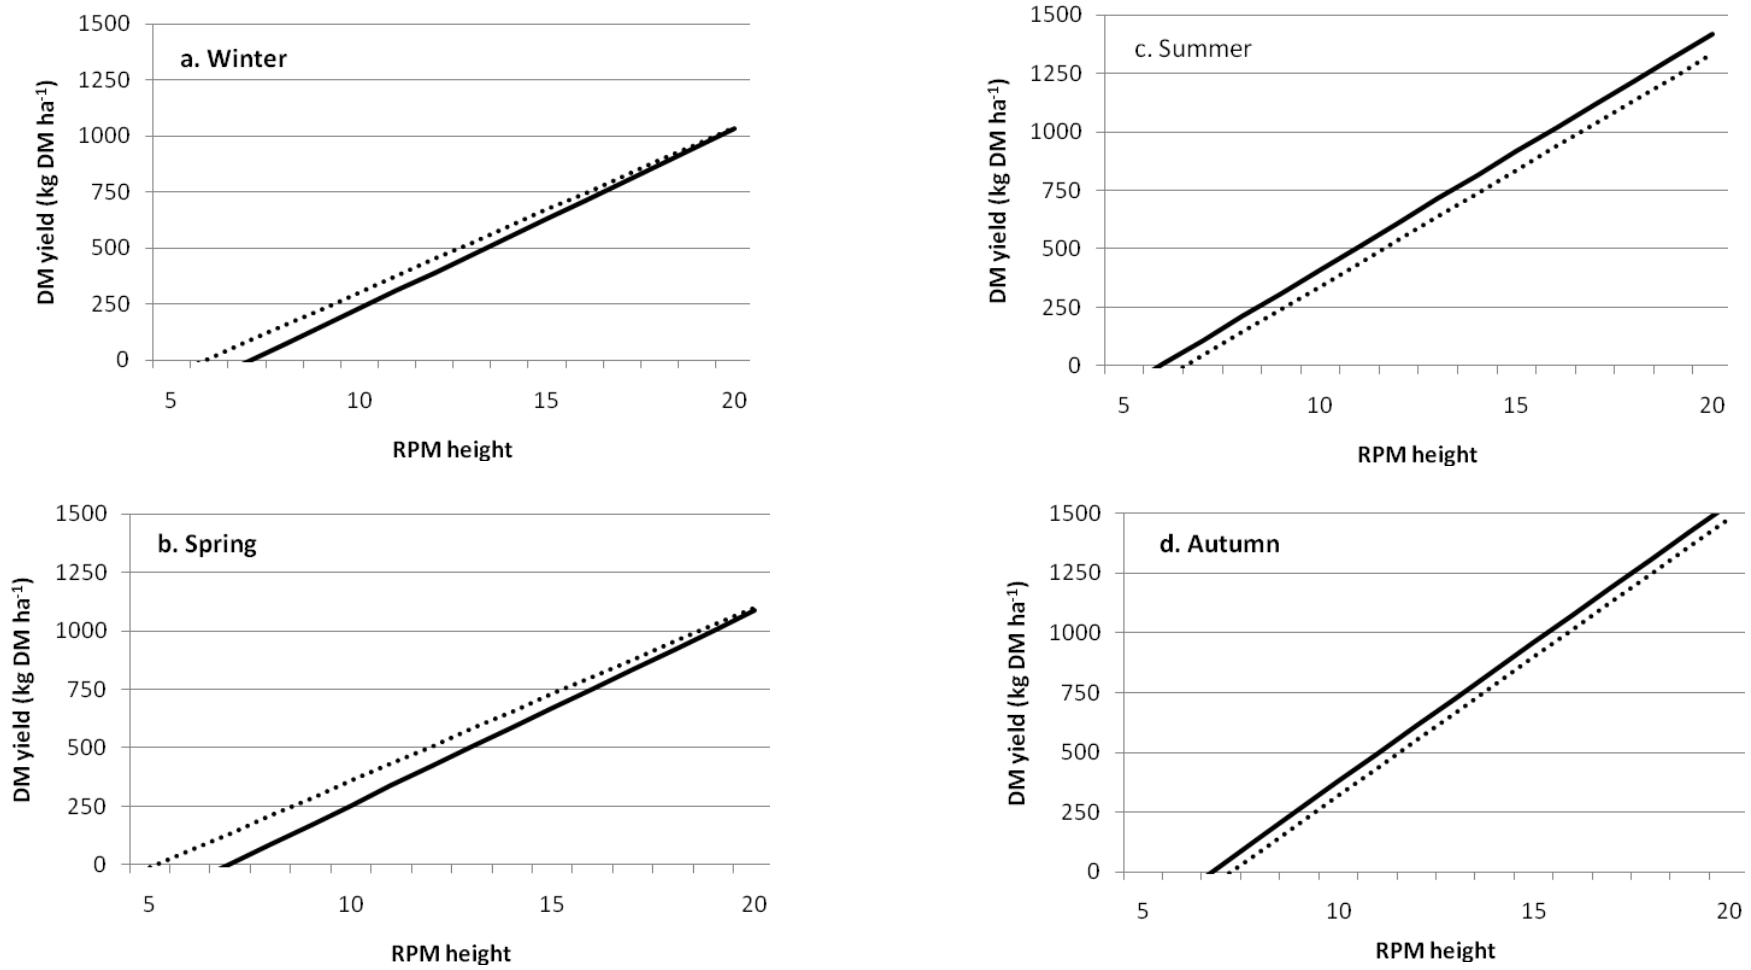 a. Winter
1500
1250
1000
750
500
250
0
DM yield (kg DM ha⁻¹)
5 10 15 20
RPM height
c. Summer
1500
1250
1000
750
500
250
0
DM yield (kg DM ha⁻¹)
5 10 15 20
RPM height
b. Spring
1500
1250
1000
750
500
250
0
DM yield (kg DM ha⁻¹)
5 10 15 20
RPM height
d. Autumn
1500
1250
1000
750
500
250
0
DM yield (kg DM ha⁻¹)
5 10 15 20
RPM height